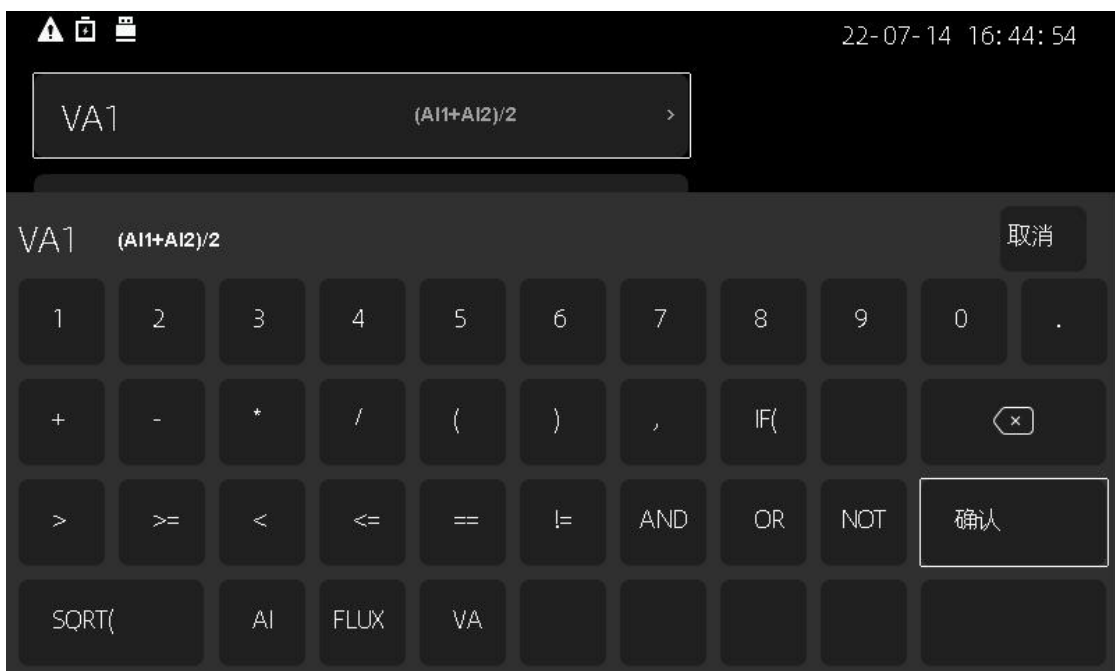 22-07-14 16:44:54
VA1 (AI1+AI2)/2 >
VA1 (AI1+AI2)/2 取消
1 2 3 4 5 6 7 8 9 0 .
+ - * / ( ) , IF(
> >= < <= == != AND OR NOT 确认
SQRT( AI FLUX VA